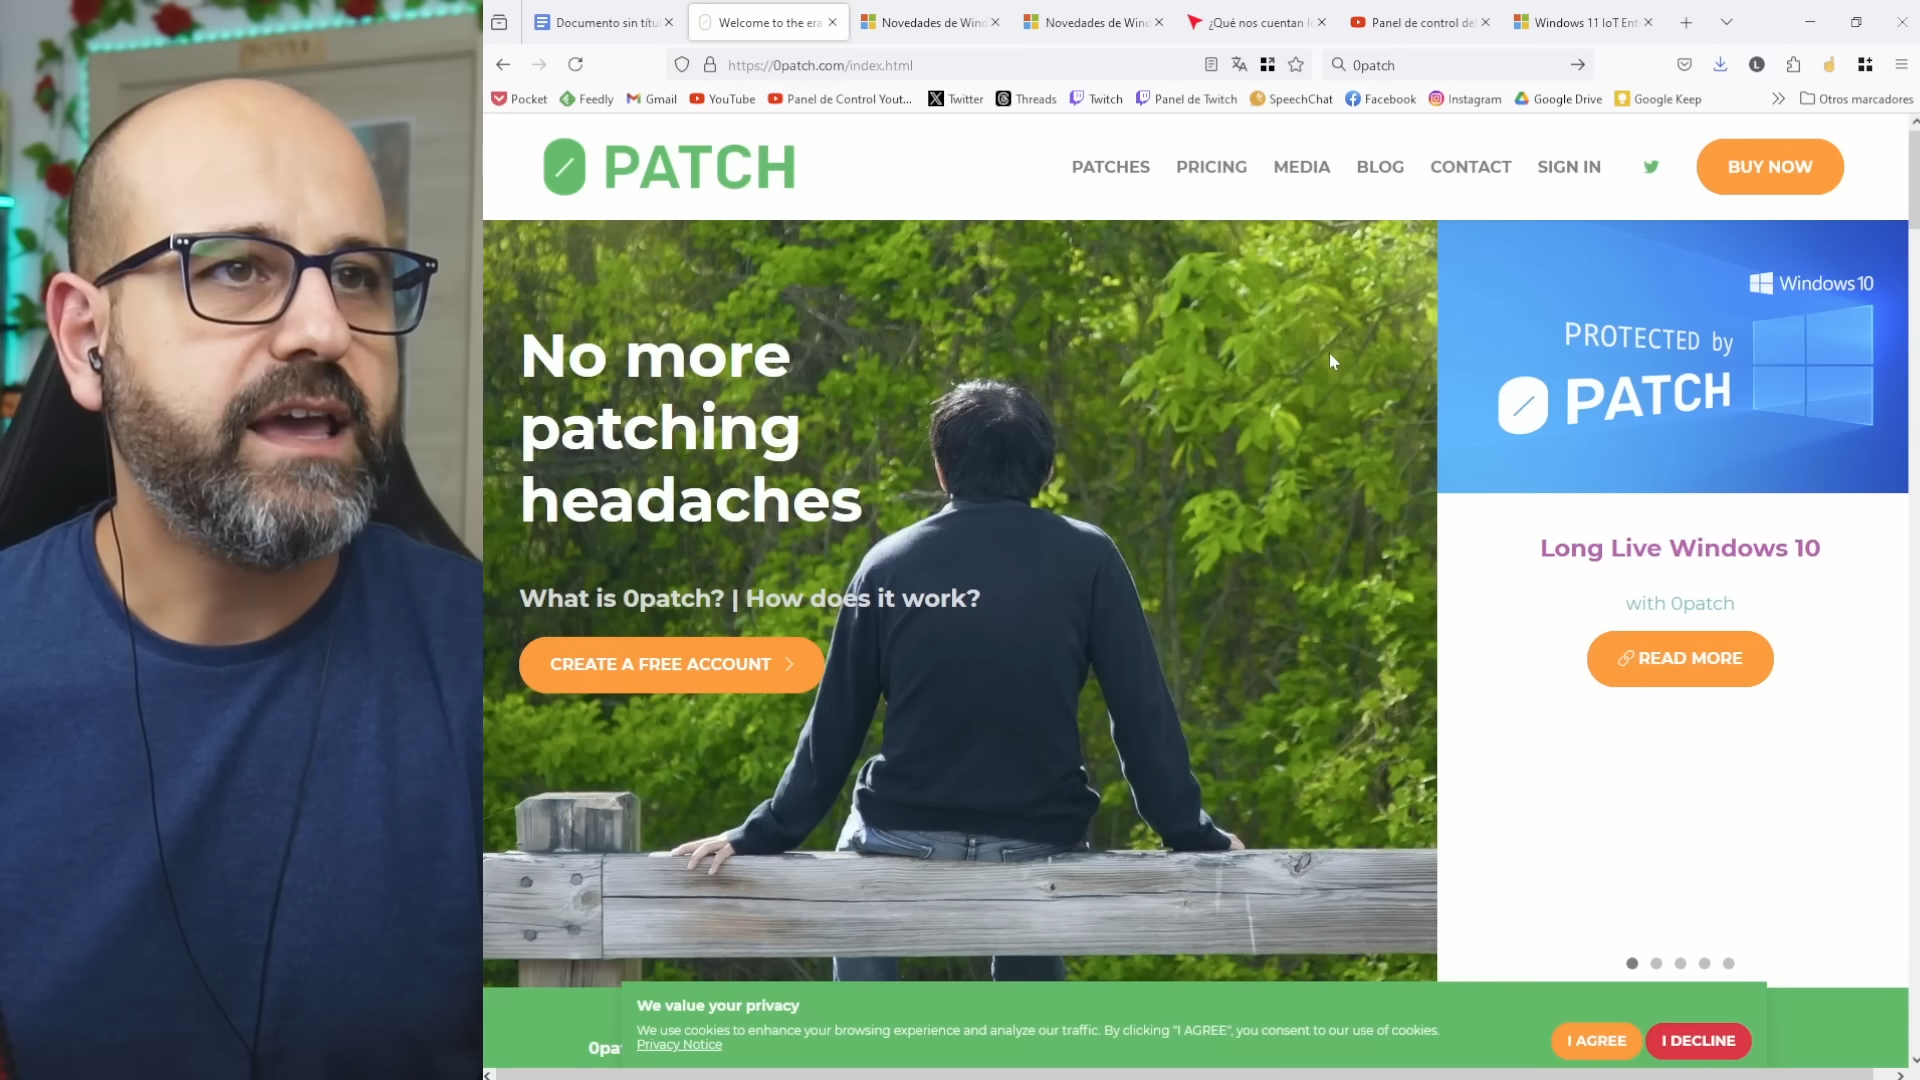 Documento sin títu
Welcome to the era
Novedades de Wind
Novedades de Wind
¿Qué nos cuentan l
Panel de control del
Windows 11 IoT Ent
https://0patch.com/index.html
0patch
Pocket
Feedly
Gmail
YouTube
Panel de Control Yout...
Twitter
Threads
Twitch
Panel de Twitch
SpeechChat
Facebook
Instagram
Google Drive
Google Keep
Otros marcadores
0PATCH
PATCHES
PRICING
MEDIA
BLOG
CONTACT
SIGN IN
BUY NOW
No more
patching
headaches
What is 0patch? | How does it work?
CREATE A FREE ACCOUNT
Windows 10
PROTECTED by
0PATCH
Long Live Windows 10
with 0patch
READ MORE
We value your privacy
We use cookies to enhance your browsing experience and analyze our traffic. By clicking "I AGREE", you consent to our use of cookies.
Privacy Notice
I AGREE
I DECLINE
0pa